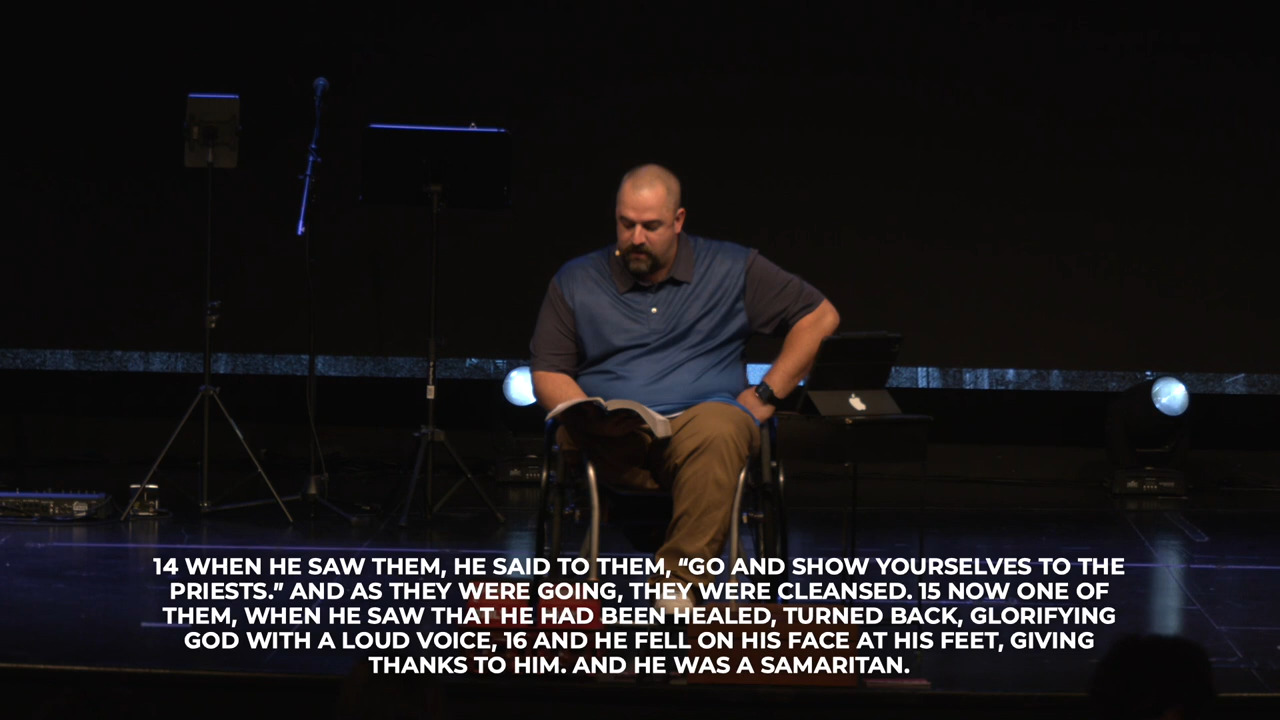 14 WHEN HE SAW THEM, HE SAID TO THEM, “GO AND SHOW YOURSELVES TO THE
PRIESTS.” AND AS THEY WERE GOING, THEY WERE CLEANSED. 15 NOW ONE OF
THEM, WHEN HE SAW THAT HE HAD BEEN HEALED, TURNED BACK, GLORIFYING
GOD WITH A LOUD VOICE, 16 AND HE FELL ON HIS FACE AT HIS FEET, GIVING
THANKS TO HIM. AND HE WAS A SAMARITAN.